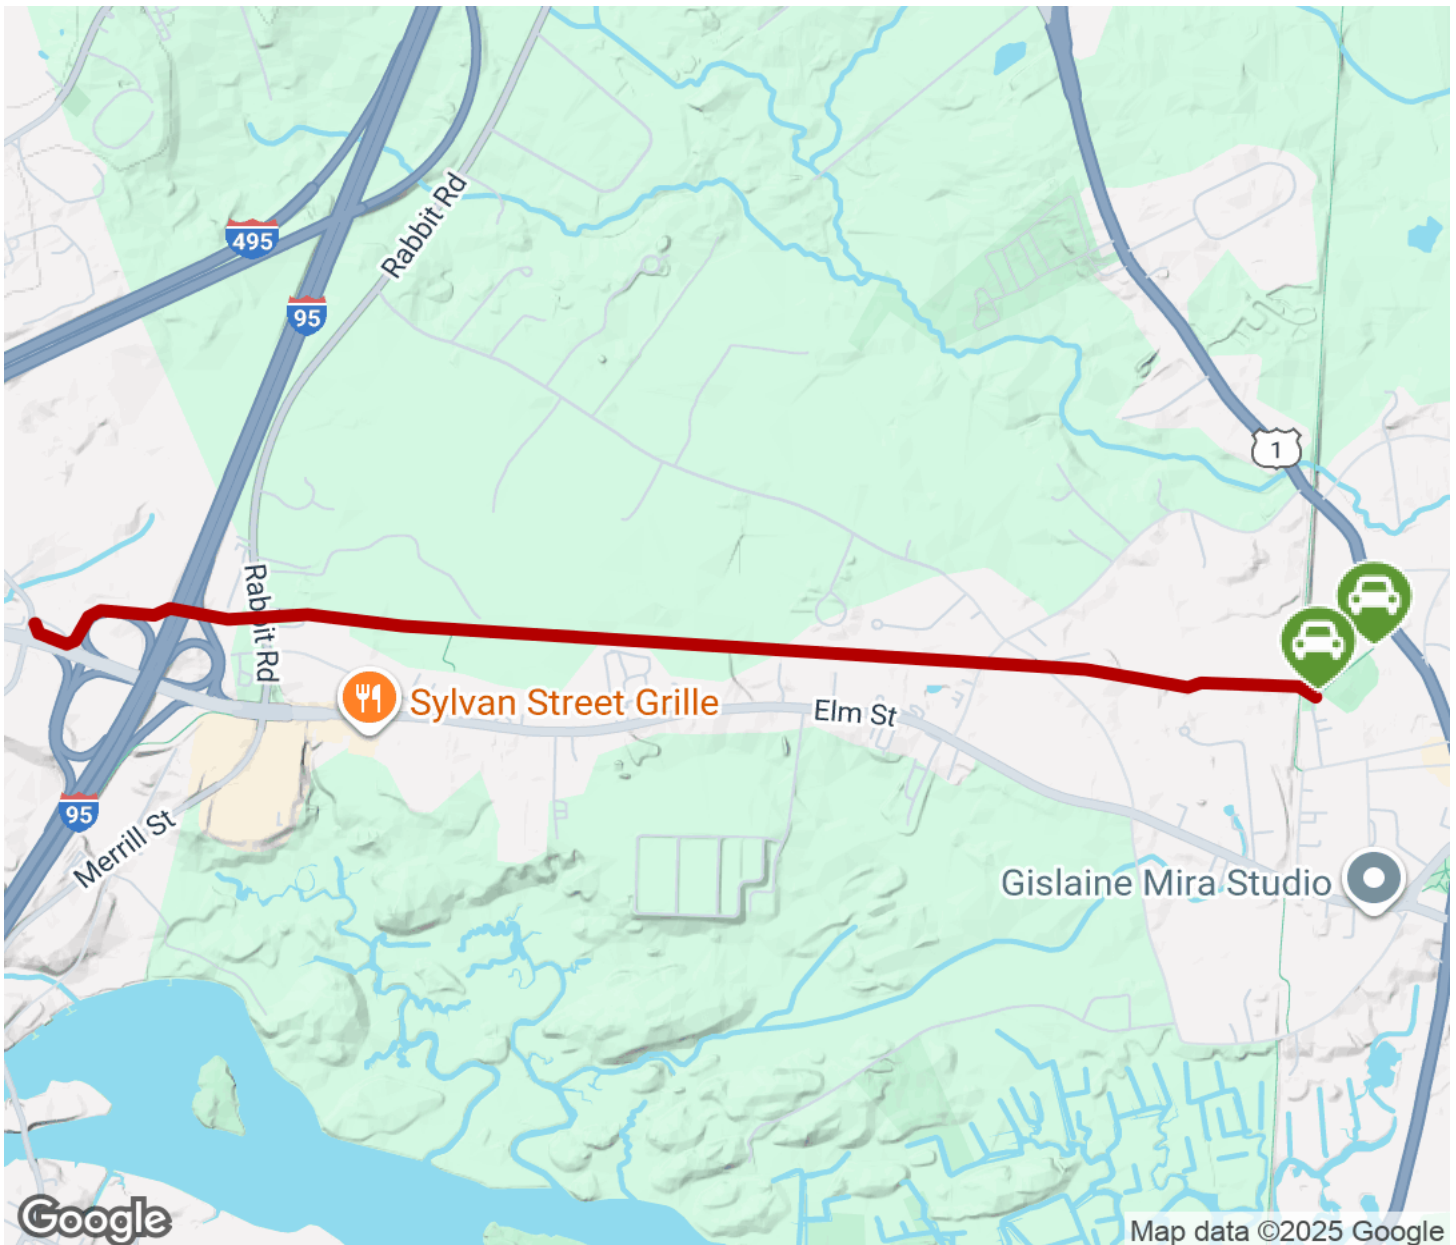 Rabbit Rd
495
95
1
Rabbit Rd
Sylvan Street Grille
Elm St
95
Merrill St
Gislaine Mira Studio
Google
Map data ©2025 Google